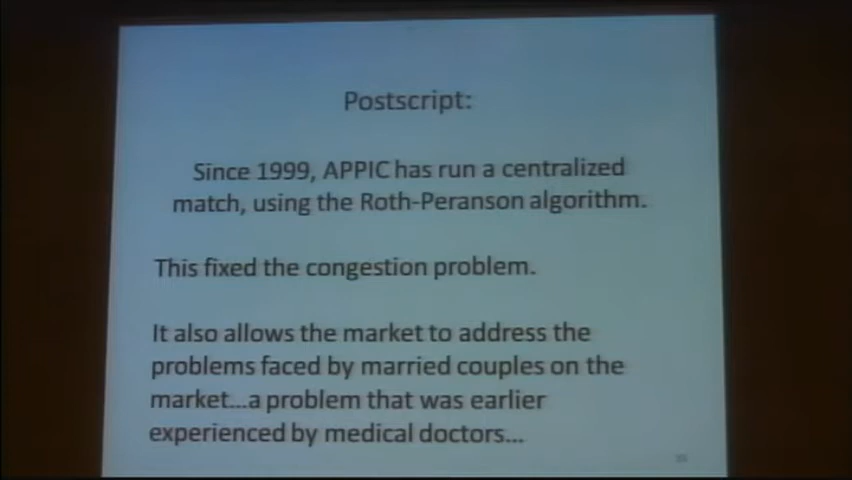 Postscript:
Since 1999, APPIC has run a centralized
match, using the Roth-Peranson algorithm.
This fixed the congestion problem.
It also allows the market to address the
problems faced by married couples on the
market...a problem that was earlier
experienced by medical doctors...